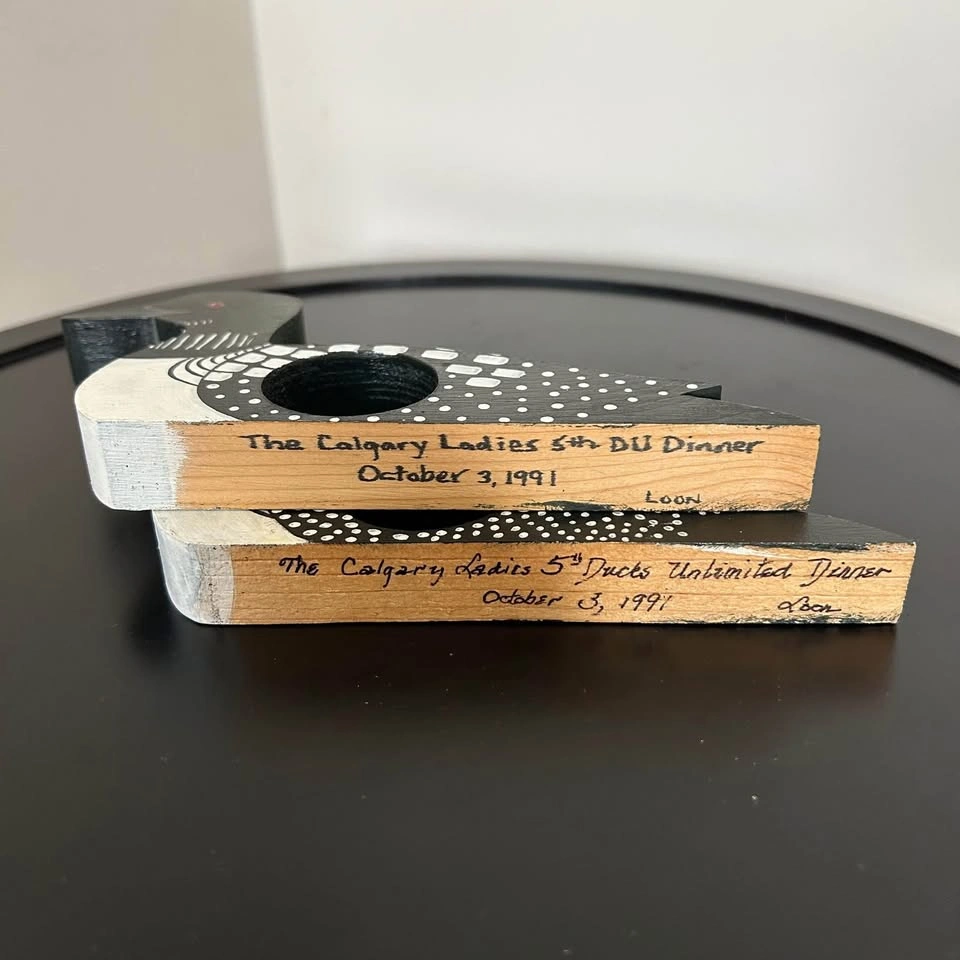 The Calgary Ladies 5th DU Dinner
October 3, 1991
Loon
The Calgary Ladies 5th Ducks Unlimited Dinner
October 3, 1991
Loon